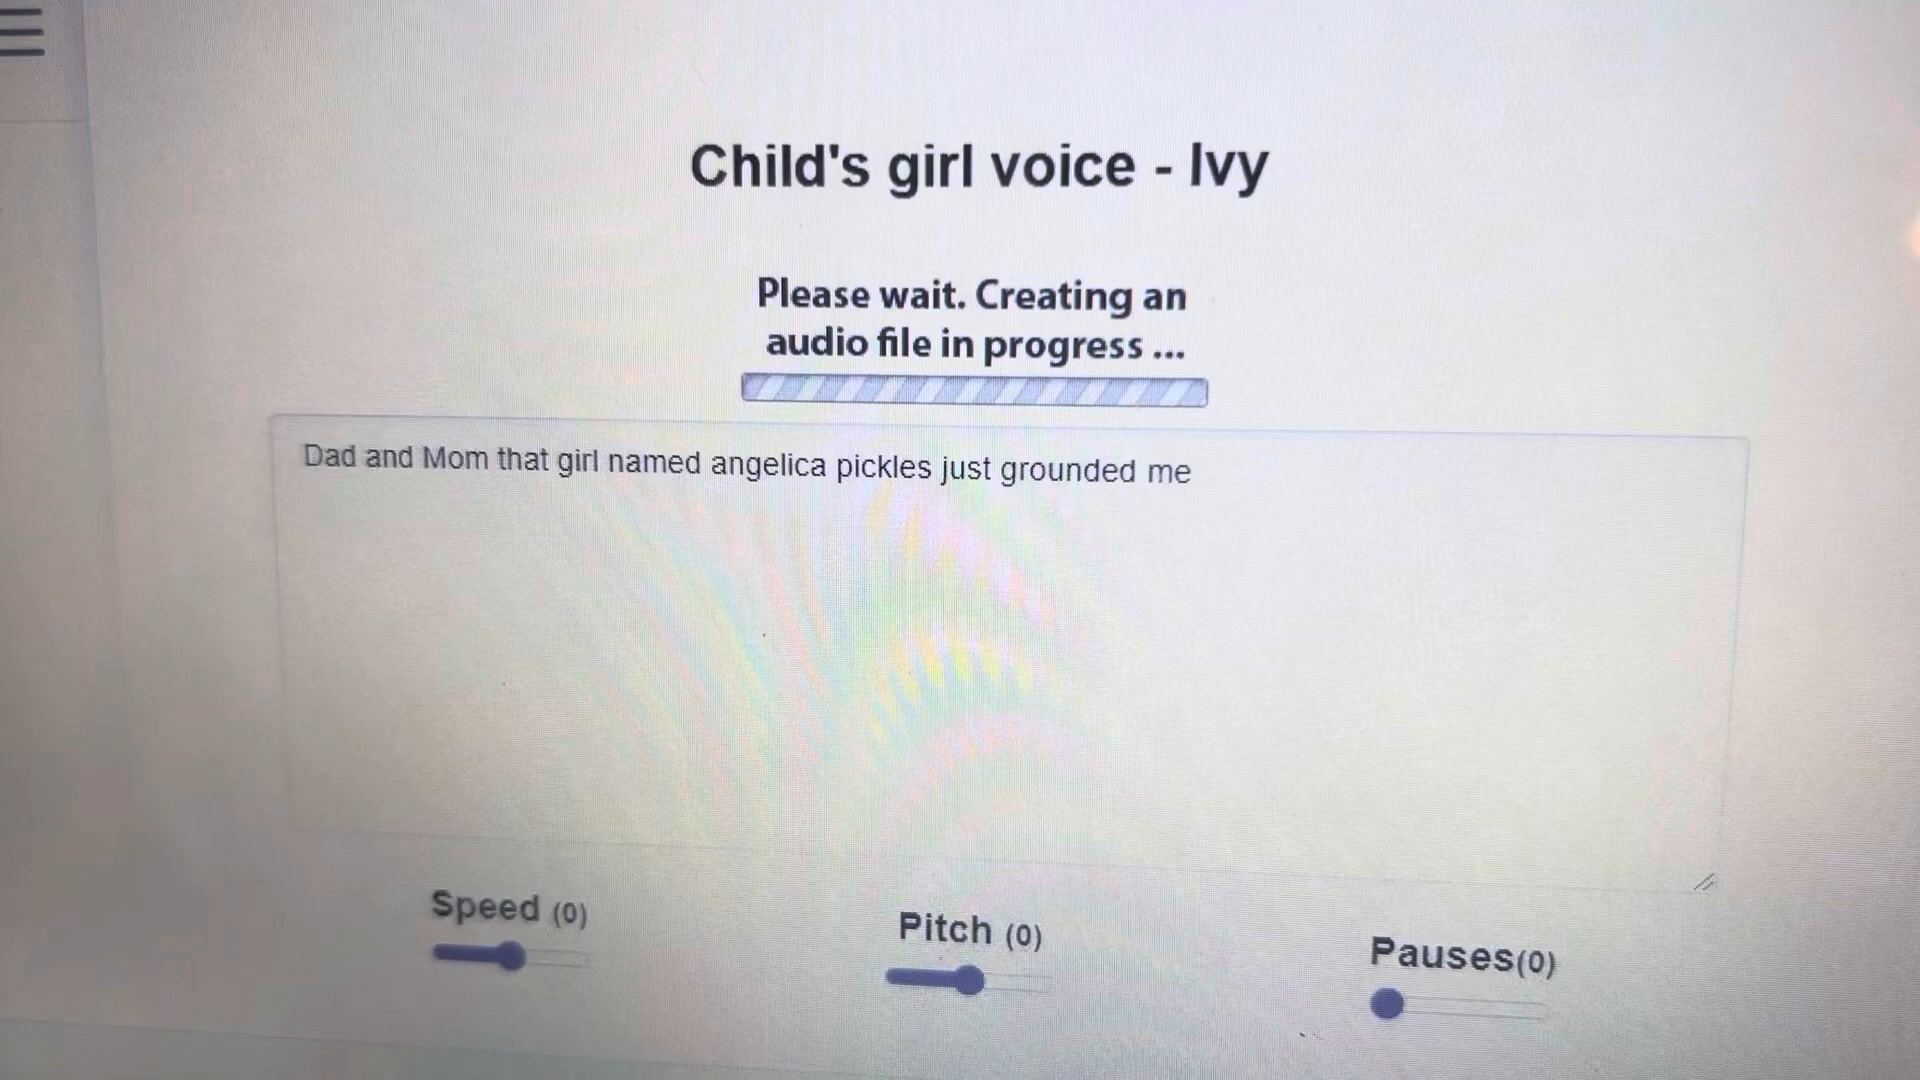 Child's girl voice - Ivy
Please wait. Creating an
audio file in progress ...
Dad and Mom that girl named angelica pickles just grounded me
Speed (0)
Pitch (0)
Pauses(0)